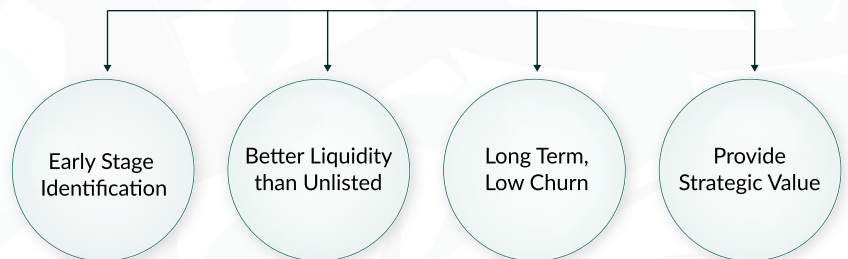 Early Stage
Identification
Better Liquidity
than Unlisted
Long Term,
Low Churn
Provide
Strategic Value